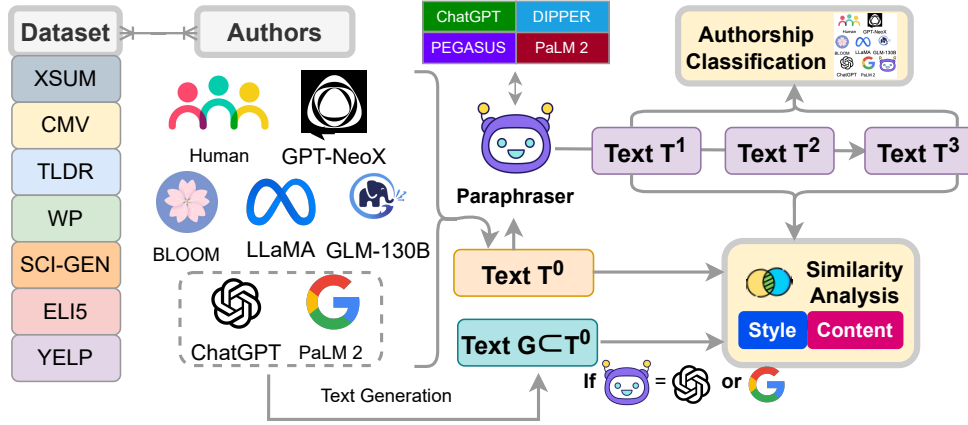 Dataset
Authors
XSUM
CMV
TLDR
WP
SCI-GEN
ELI5
YELP
Human
GPT-NeoX
BLOOM
LLaMA
GLM-130B
ChatGPT
PaLM 2
Text Generation
ChatGPT
DIPPER
PEGASUS
PaLM 2
Paraphraser
Text T⁰
Text G⊂T⁰
If
=
or
Authorship
Classification
Human
GPT-NeoX
BLOOM
LLaMA
GLM-130B
ChatGPT
PaLM 2
Text T¹
Text T²
Text T³
Similarity
Analysis
Style
Content